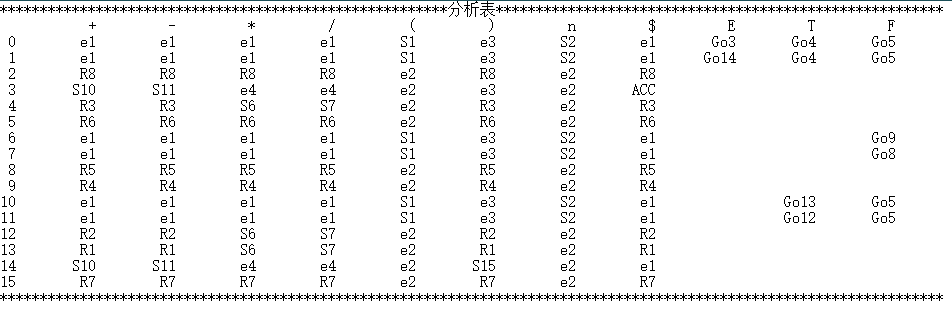 *********************************************************分析表*********************************************************
+ - * / ( ) n $ E T F
0 e1 e1 e1 e1 S1 e3 S2 e1 Go3 Go4 Go5
1 e1 e1 e1 e1 S1 e3 S2 e1 Go14 Go4 Go5
2 R8 R8 R8 R8 e2 R8 e2 R8
3 S10 S11 e4 e4 e2 e3 e2 ACC
4 R3 R3 S6 S7 e2 R3 e2 R3
5 R6 R6 R6 R6 e2 R6 e2 R6
6 e1 e1 e1 e1 S1 e3 S2 e1 Go9
7 e1 e1 e1 e1 S1 e3 S2 e1 Go8
8 R5 R5 R5 R5 e2 R5 e2 R5
9 R4 R4 R4 R4 e2 R4 e2 R4
10 e1 e1 e1 e1 S1 e3 S2 e1 Go13 Go5
11 e1 e1 e1 e1 S1 e3 S2 e1 Go12 Go5
12 R2 R2 S6 S7 e2 R2 e2 R2
13 R1 R1 S6 S7 e2 R1 e2 R1
14 S10 S11 e4 e4 e2 S15 e2 e1
15 R7 R7 R7 R7 e2 R7 e2 R7
************************************************************************************************************************